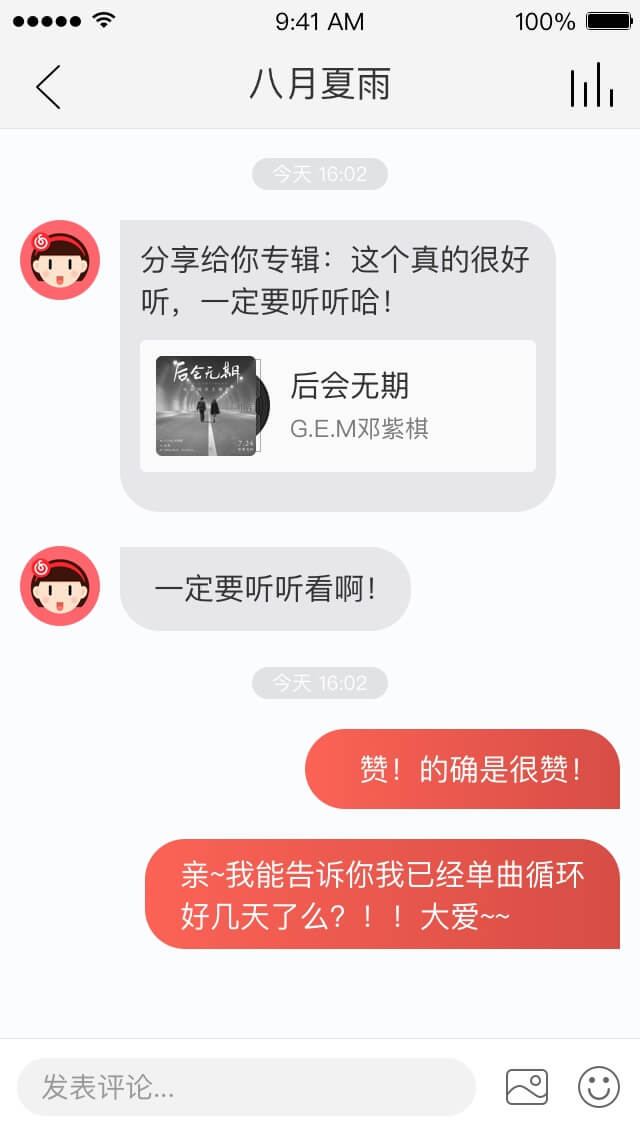 9:41 AM
100%
八月夏雨
今天 16:02
分享给你专辑：这个真的很好
听，一定要听听哈！
后会无期
7.24
后会无期
G.E.M邓紫棋
一定要听听看啊！
今天 16:02
赞！的确是很赞！
亲~我能告诉你我已经单曲循环
好几天了么？！！大爱~~
发表评论...